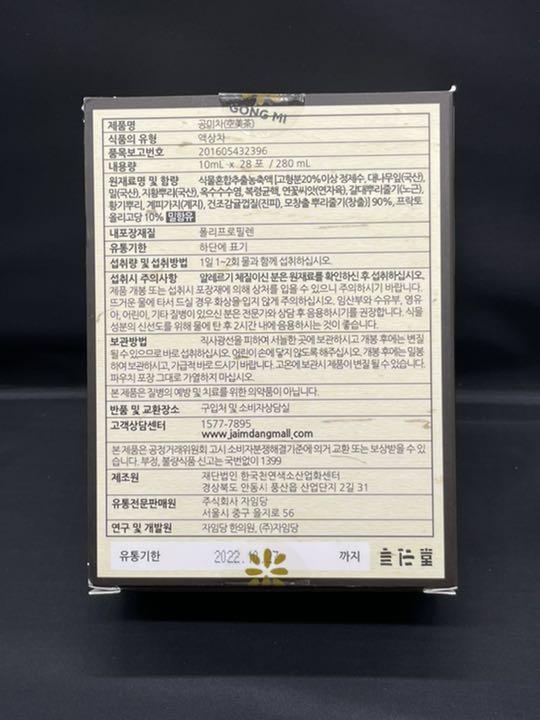 GONG MI
제품명 공미차(空美茶)
식품의 유형 액상차
품목보고번호 201605432396
내용량 10mL x 28 포 / 280 mL
원재료명 및 함량 식물혼합추출농축액 [고형분20%이상 정제수, 대나무잎(국산),
밀(국산), 지황뿌리(국산), 옥수수수염, 복령균핵, 연꽃씨앗(연자육), 갈대뿌리줄기(노근),
황기뿌리, 계피가지(계지), 건조감귤껍질(진피), 모창출 뿌리줄기(창출)] 90%, 프락토
올리고당 10% 밀함유
내포장재질 폴리프로필렌
유통기한 하단에 표기
섭취량 및 섭취방법 1일 1~2회 물과 함께 섭취하십시오.
섭취시 주의사항 알레르기 체질이신 분은 원재료를 확인하신 후 섭취하십시오.
제품 개봉 또는 섭취시 포장재에 의해 상처를 입을 수 있으니 주의하시기 바랍니다.
뜨거운 물에 타서 드실 경우 화상을 입지 않게 주의하십시오. 임산부와 수유부, 영유
아, 어린이, 기타 질병이 있으신 분은 전문가와 상담 후 음용하시기를 권장합니다. 식물
성분의 신선도를 위해 물에 탄 후 2시간 내에 음용하시는 것이 좋습니다.
보관방법 직사광선을 피하여 서늘한 곳에 보관하시고 개봉 후에는 변질
될 수 있으므로 바로 섭취하십시오. 어린이 손에 닿지 않도록 해주십시오. 개봉 후에는 밀봉
하여 보관하시고, 가급적 바로 드시기 바랍니다. 고온에 보관시 제품이 변질 될 수 있습니다.
파우치 포장 그대로 가열하지 마십시오.
본 제품은 질병의 예방 및 치료를 위한 의약품이 아닙니다.
반품 및 교환장소 구입처 및 소비자상담실
고객상담센터 1577-7895
www.jaimdangmall.com
본 제품은 공정거래위원회 고시 소비자분쟁해결기준에 의거 교환 또는 보상받을 수 있
습니다. 부정, 불량식품 신고는 국번없이 1399
제조원 재단법인 한국천연색소산업화센터
경상북도 안동시 풍산읍 산업단지 2길 31
유통전문판매원 주식회사 자임당
서울시 중구 을지로 56
연구 및 개발원 자임당 한의원, (주)자임당
유통기한 2022. 까지